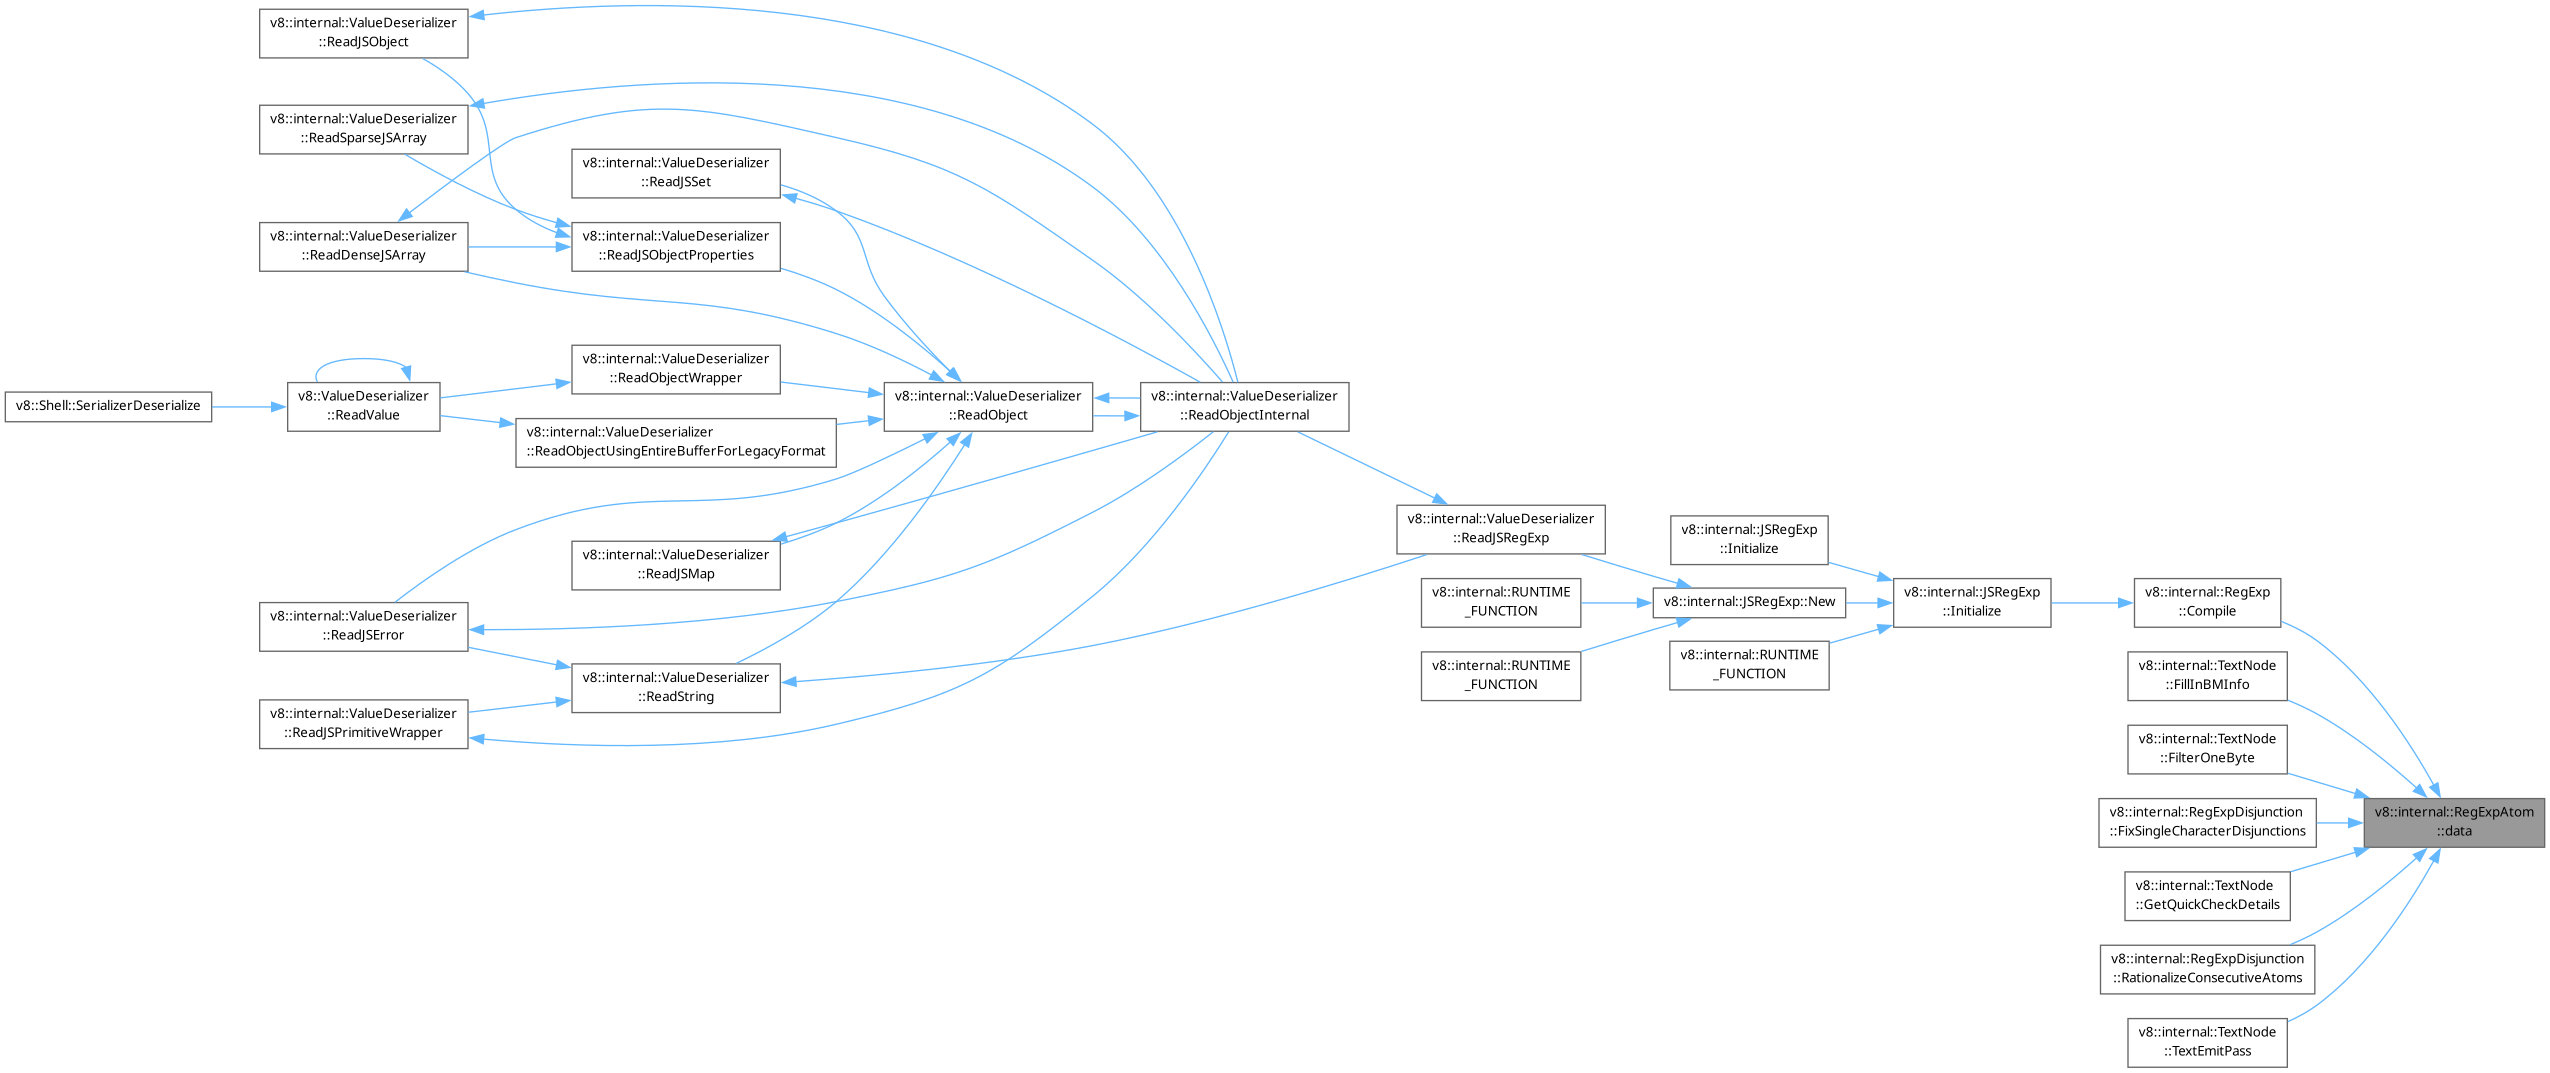 v8::internal::ValueDeserializer
::ReadJSObject
v8::internal::ValueDeserializer
::ReadSparseJSArray
v8::internal::ValueDeserializer
::ReadJSSet
v8::internal::ValueDeserializer
::ReadDenseJSArray
v8::internal::ValueDeserializer
::ReadJSObjectProperties
v8::internal::ValueDeserializer
::ReadObjectWrapper
v8::Shell::SerializerDeserialize
v8::ValueDeserializer
::ReadValue
v8::internal::ValueDeserializer
::ReadObject
v8::internal::ValueDeserializer
::ReadObjectInternal
v8::internal::ValueDeserializer
::ReadObjectUsingEntireBufferForLegacyFormat
v8::internal::ValueDeserializer
::ReadJSRegExp
v8::internal::JSRegExp
::Initialize
v8::internal::ValueDeserializer
::ReadJSMap
v8::internal::RUNTIME
_FUNCTION
v8::internal::JSRegExp::New
v8::internal::JSRegExp
::Initialize
v8::internal::RegExp
::Compile
v8::internal::ValueDeserializer
::ReadJSError
v8::internal::RUNTIME
_FUNCTION
v8::internal::RUNTIME
_FUNCTION
v8::internal::TextNode
::FillInBMInfo
v8::internal::ValueDeserializer
::ReadString
v8::internal::ValueDeserializer
::ReadJSPrimitiveWrapper
v8::internal::TextNode
::FilterOneByte
v8::internal::RegExpDisjunction
::FixSingleCharacterDisjunctions
v8::internal::RegExpAtom
::data
v8::internal::TextNode
::GetQuickCheckDetails
v8::internal::RegExpDisjunction
::RationalizeConsecutiveAtoms
v8::internal::TextNode
::TextEmitPass